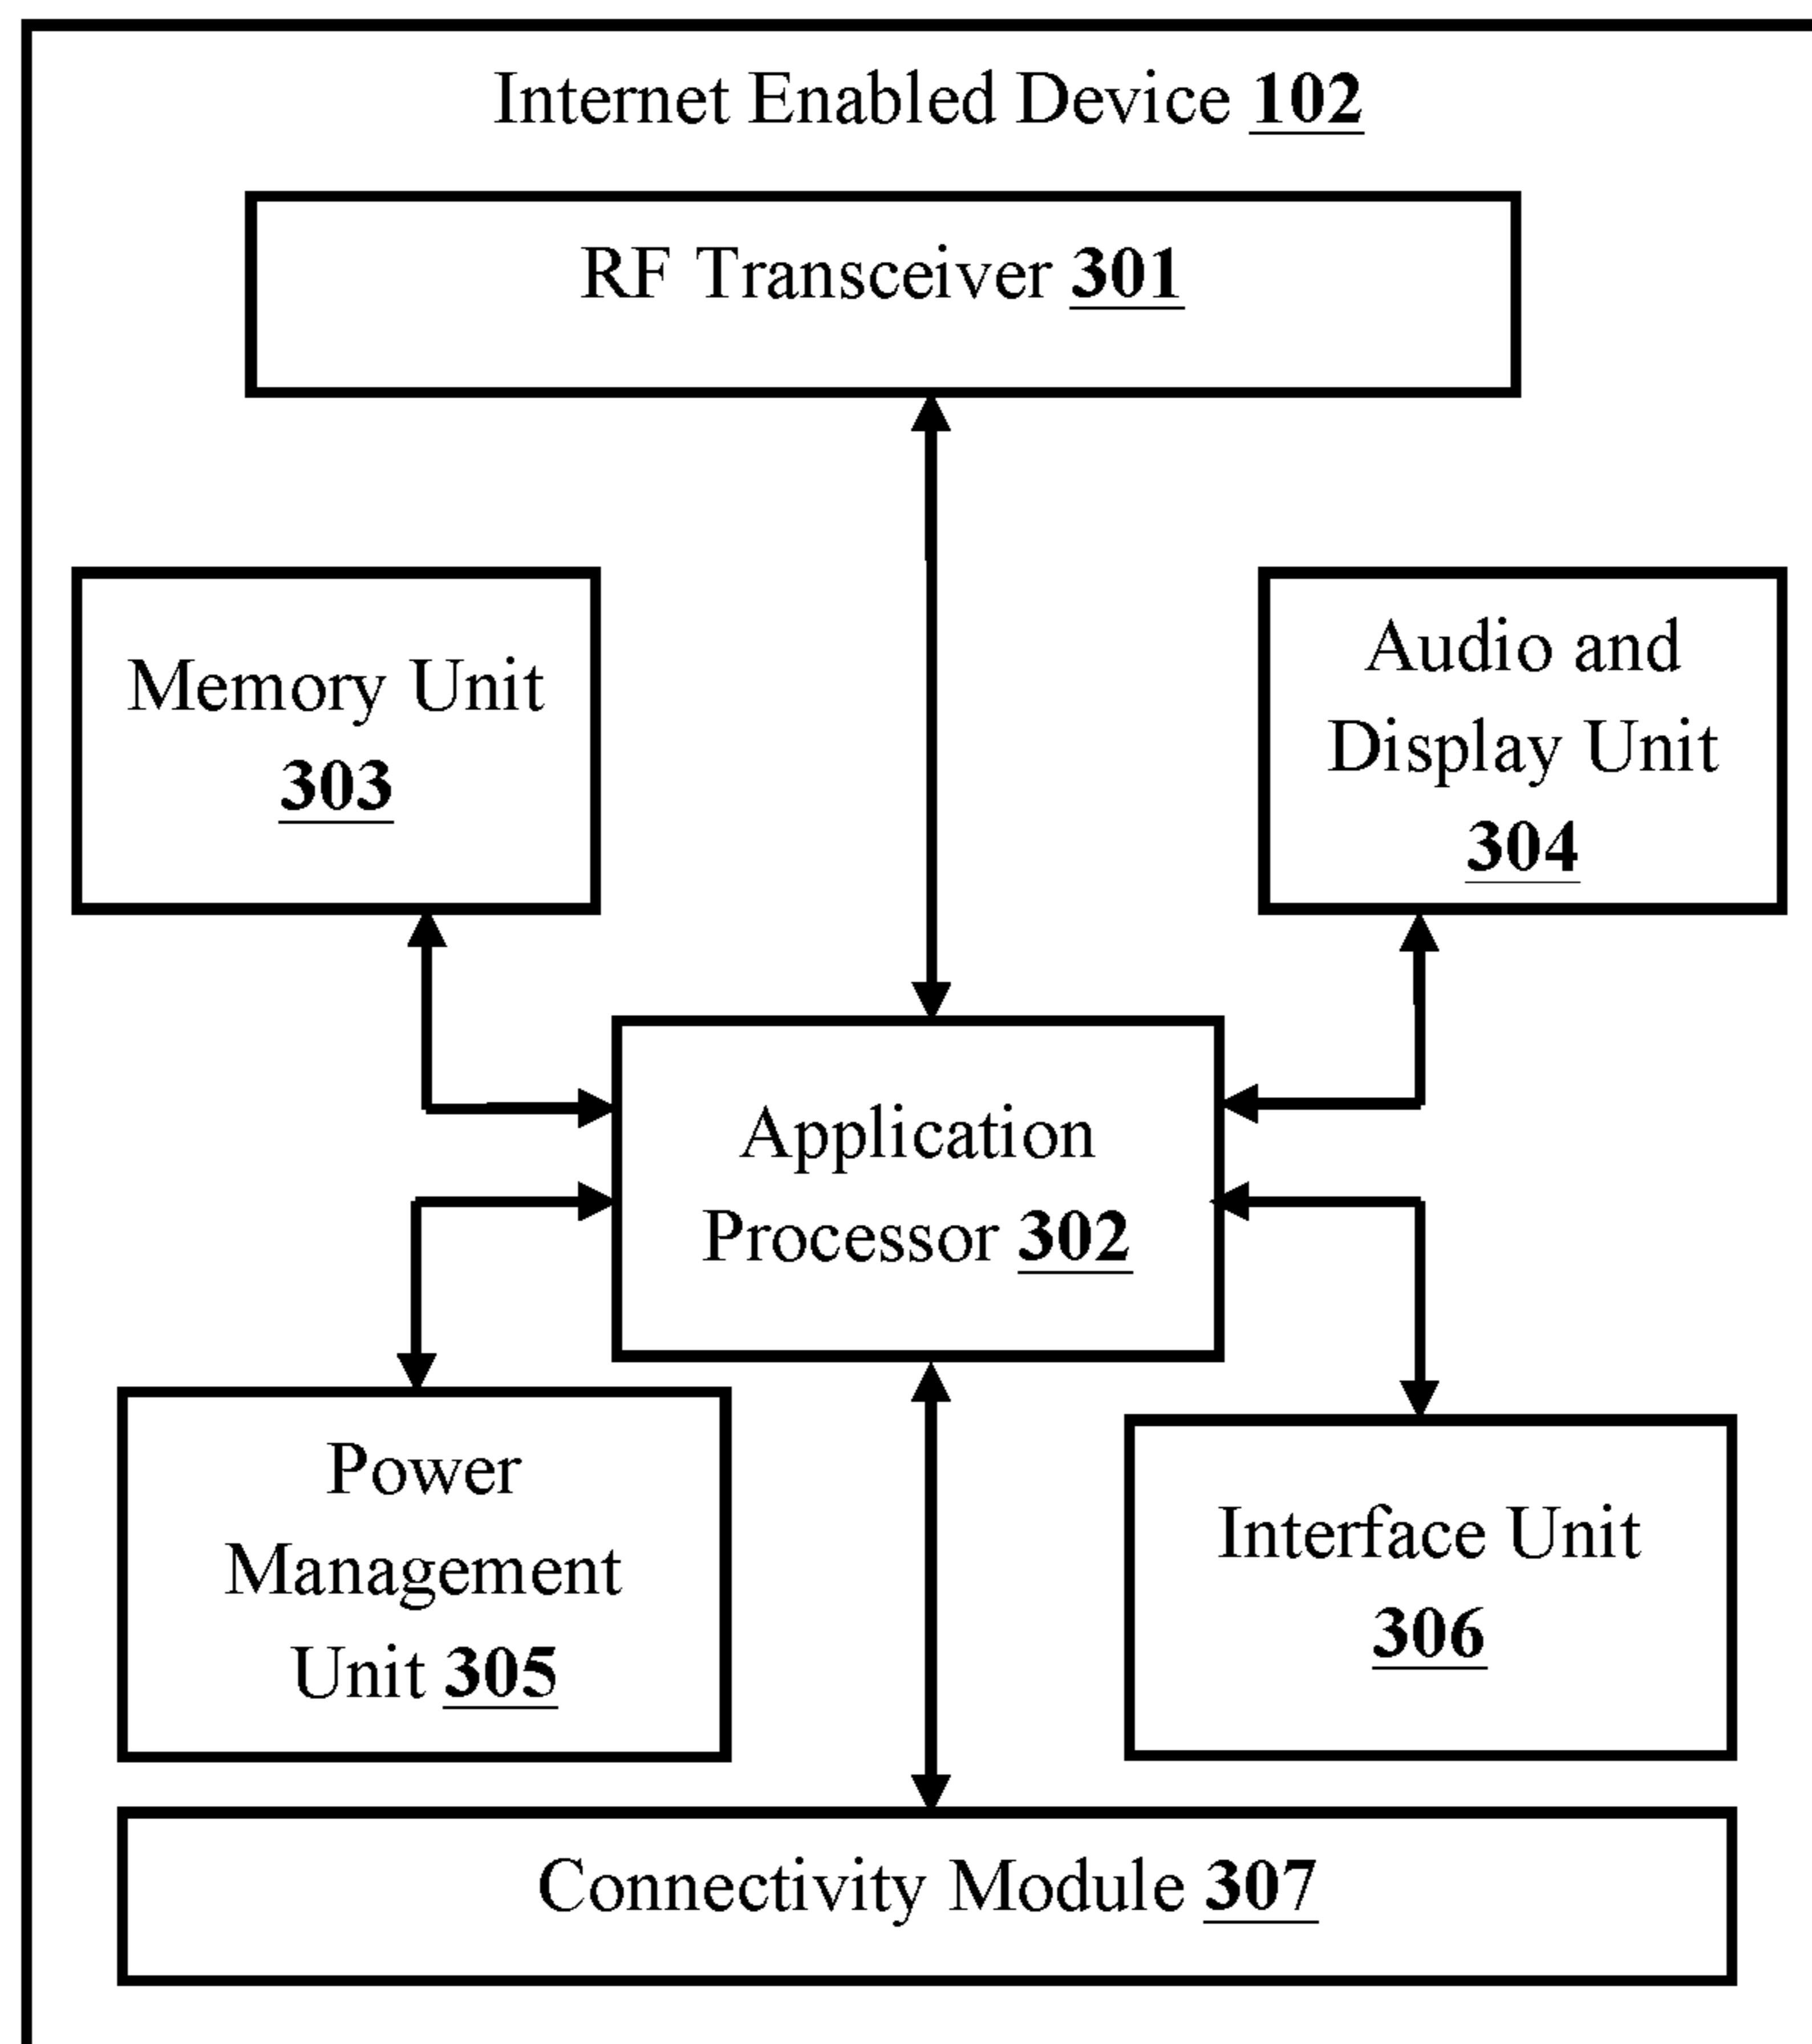 Internet Enabled Device 102
RF Transceiver 301
Memory Unit
303
Audio and
Display Unit
304
Application
Processor 302
Power
Management
Unit 305
Interface Unit
306
Connectivity Module 307